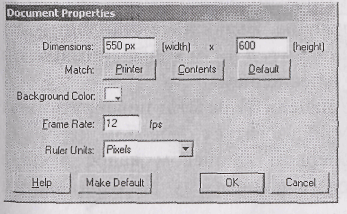 Document Properties
Dimensions: 550 px (width) x 600 (height)
Match: Printer Contents Default
Background Color:
Frame Rate: 12 fps
Ruler Units: Pixels
Help Make Default OK Cancel